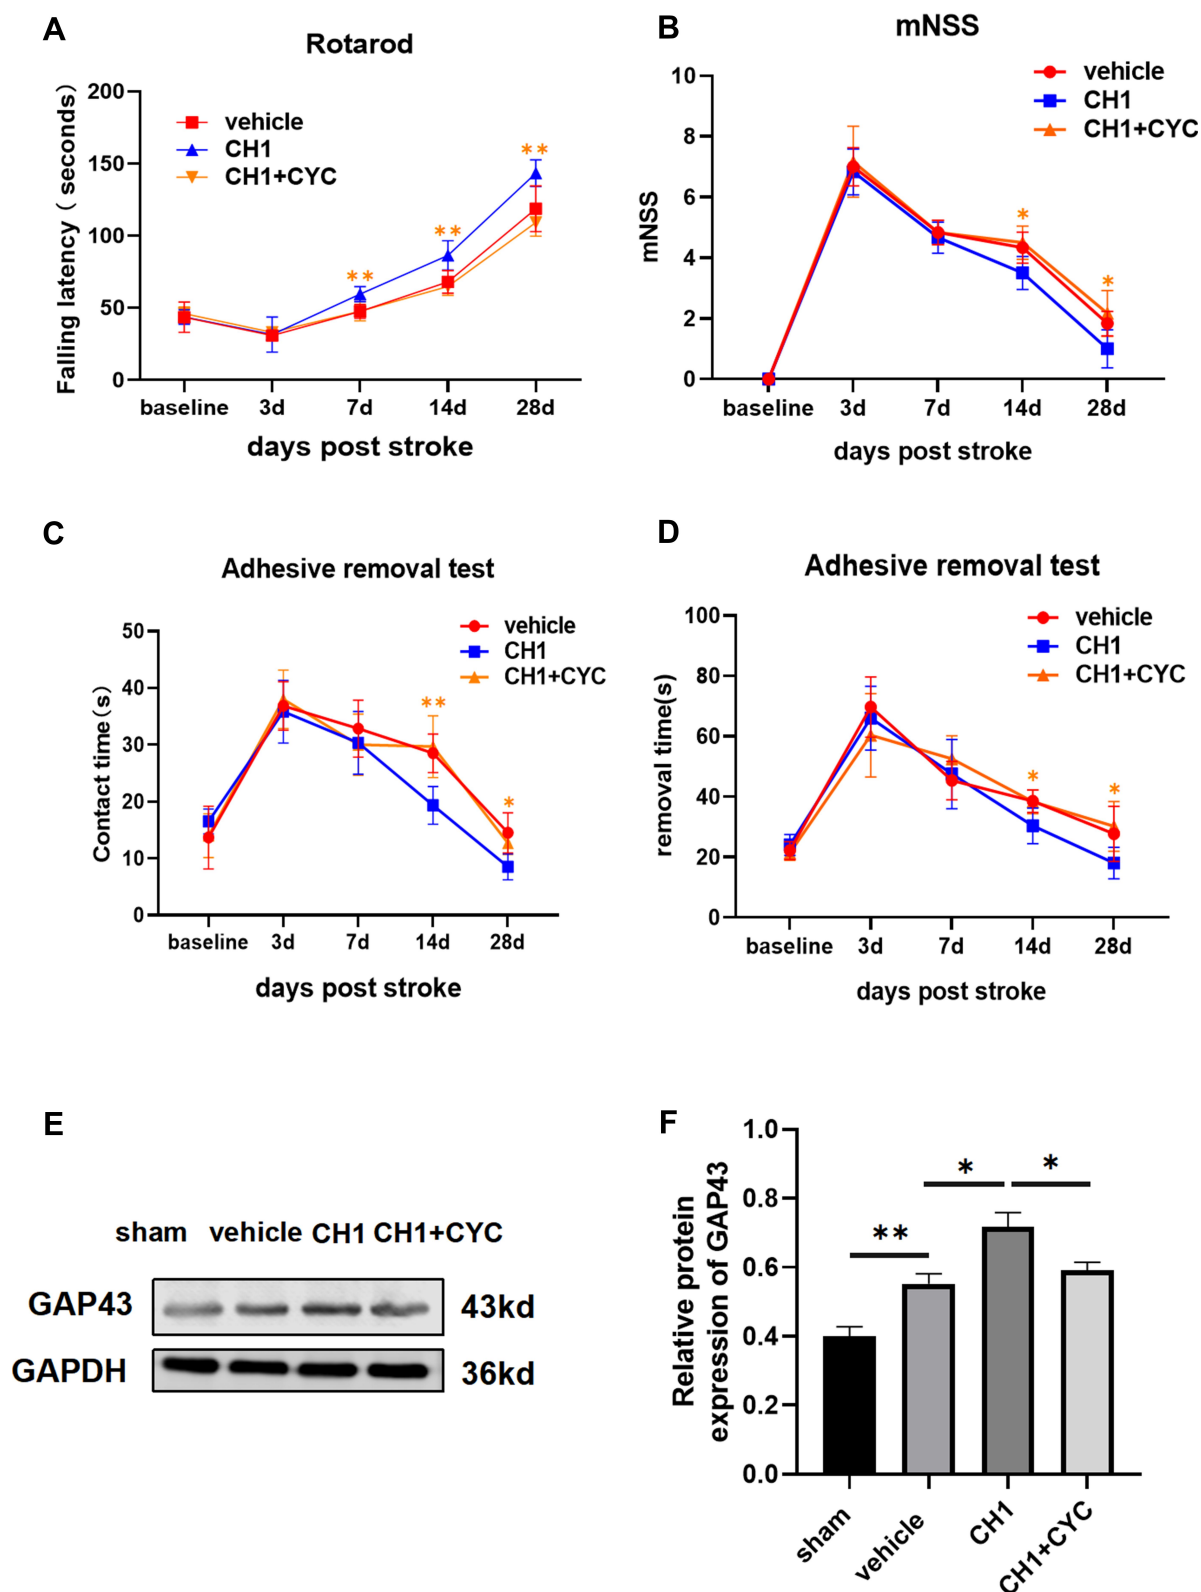 A
Rotarod
200
150
100
50
0
Falling latency ( seconds)
vehicle
CH1
CH1+CYC
**
**
**
baseline 3d 7d 14d 28d
days post stroke
B
mNSS
10
8
6
4
2
0
mNSS
vehicle
CH1
CH1+CYC
*
*
baseline 3d 7d 14d 28d
days post stroke
C
Adhesive removal test
50
40
30
20
10
0
Contact time(s)
vehicle
CH1
CH1+CYC
**
*
baseline 3d 7d 14d 28d
days post stroke
D
Adhesive removal test
100
80
60
40
20
0
removal time(s)
vehicle
CH1
CH1+CYC
*
*
baseline 3d 7d 14d 28d
days post stroke
E
sham vehicle CH1 CH1+CYC
GAP43 43kd
GAPDH 36kd
F
1.0
0.8
0.6
0.4
0.2
0.0
Relative protein
expression of GAP43
**
*
*
sham
vehicle
CH1
CH1+CYC